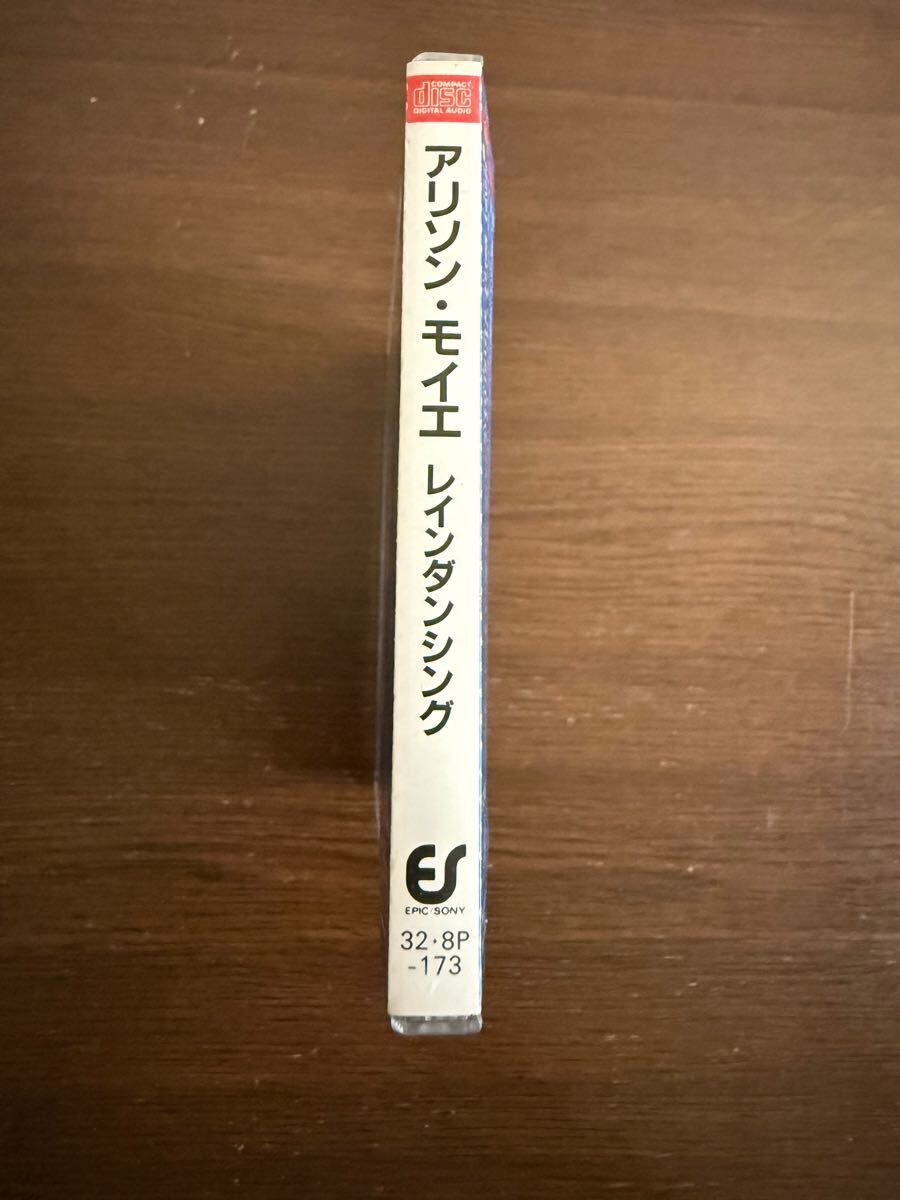 COMPACT
disc
DIGITAL AUDIO
アリソン・モイエ
レインダンシング
ES
EPIC/SONY
32・8P
-173